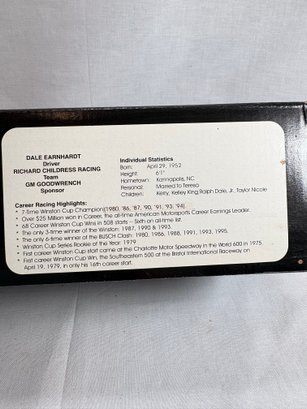 DALE EARNHARDT
Driver
RICHARD CHILDRESS RACING
Team
GM GOODWRENCH
Sponsor
Individual Statistics
Born: April 29, 1952
Height: 6'1"
Hometown: Kannapolis, NC
Personal: Married to Teresa
Children: Kerry, Kelley King, Ralph Dale, Jr., Taylor Nicole
Career Racing Highlights:
* 7-time Winston Cup Champion (1980, '86, '87, 90, '91, 93, 94).
* Over $25 Million won in Career, the all-time American Motorsports Career Earnings Leader.
* 68 Career Winston Cup Wins in 508 starts - Sixth on all-time list.
* The only 3-time winner of the Winston: 1987, 1990 & 1993.
* The only 6-time winner of the BUSCH Clash: 1980, 1986, 1988, 1991, 1993, 1995.
* Winston Cup Series Rookie of the Year: 1979
* First career Winston Cup start at the Charlotte Motor Speedway in the World 600 in 1975.
* First career Winston Cup Win, the Southeastern 500 at the Bristol International Raceway on
April 19, 1979, in only his 16th career start.